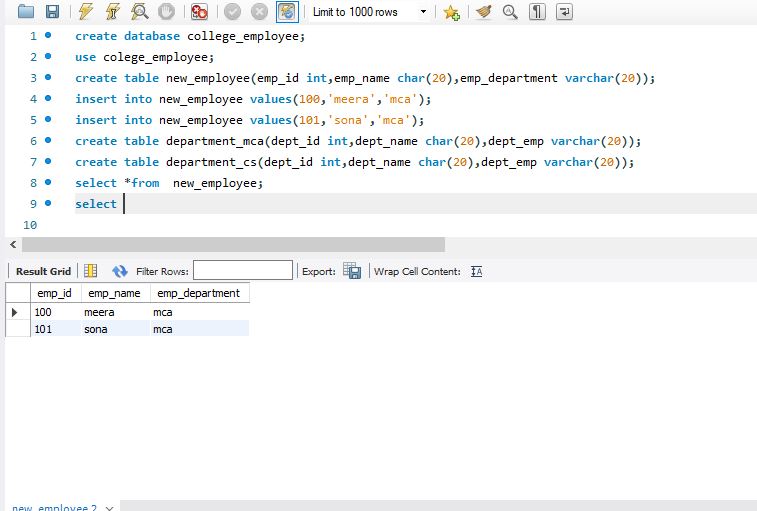 Limit to 1000 rows
1 create database college_employee;
2 use colege_employee;
3 create table new_employee(emp_id int,emp_name char(20),emp_department varchar(20));
4 insert into new_employee values(100,'meera','mca');
5 insert into new_employee values(101,'sona','mca');
6 create table department_mca(dept_id int,dept_name char(20),dept_emp varchar(20));
7 create table department_cs(dept_id int,dept_name char(20),dept_emp varchar(20));
8 select *from  new_employee;
9 select
10
Result Grid Filter Rows: Export: Wrap Cell Content: IA
emp_id emp_name emp_department
100 meera mca
101 sona mca
new_employee 2